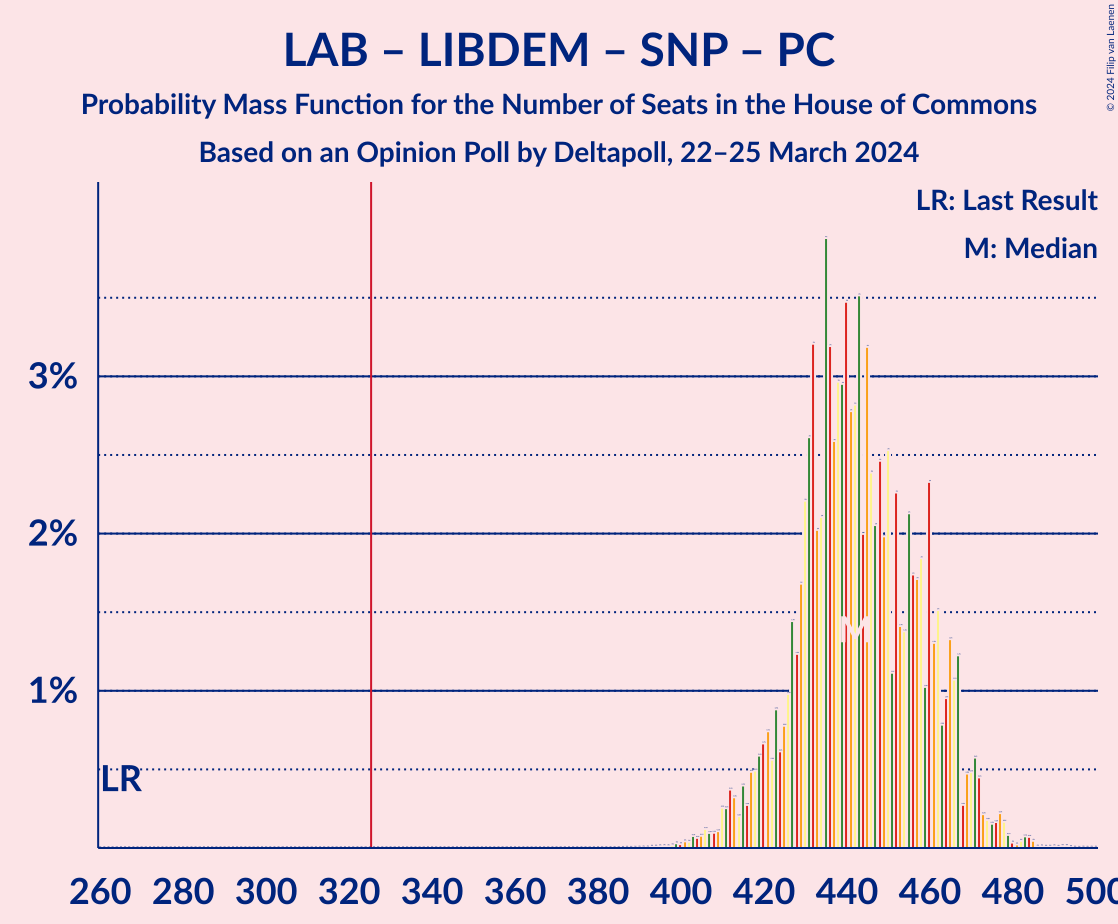 LAB – LIBDEM – SNP – PC
Probability Mass Function for the Number of Seats in the House of Commons
Based on an Opinion Poll by Deltapoll, 22–25 March 2024
© 2024 Filip van Laenen
LR: Last Result
M: Median
3%
2%
1%
LR
M
260 280 300 320 340 360 380 400 420 440 460 480 500